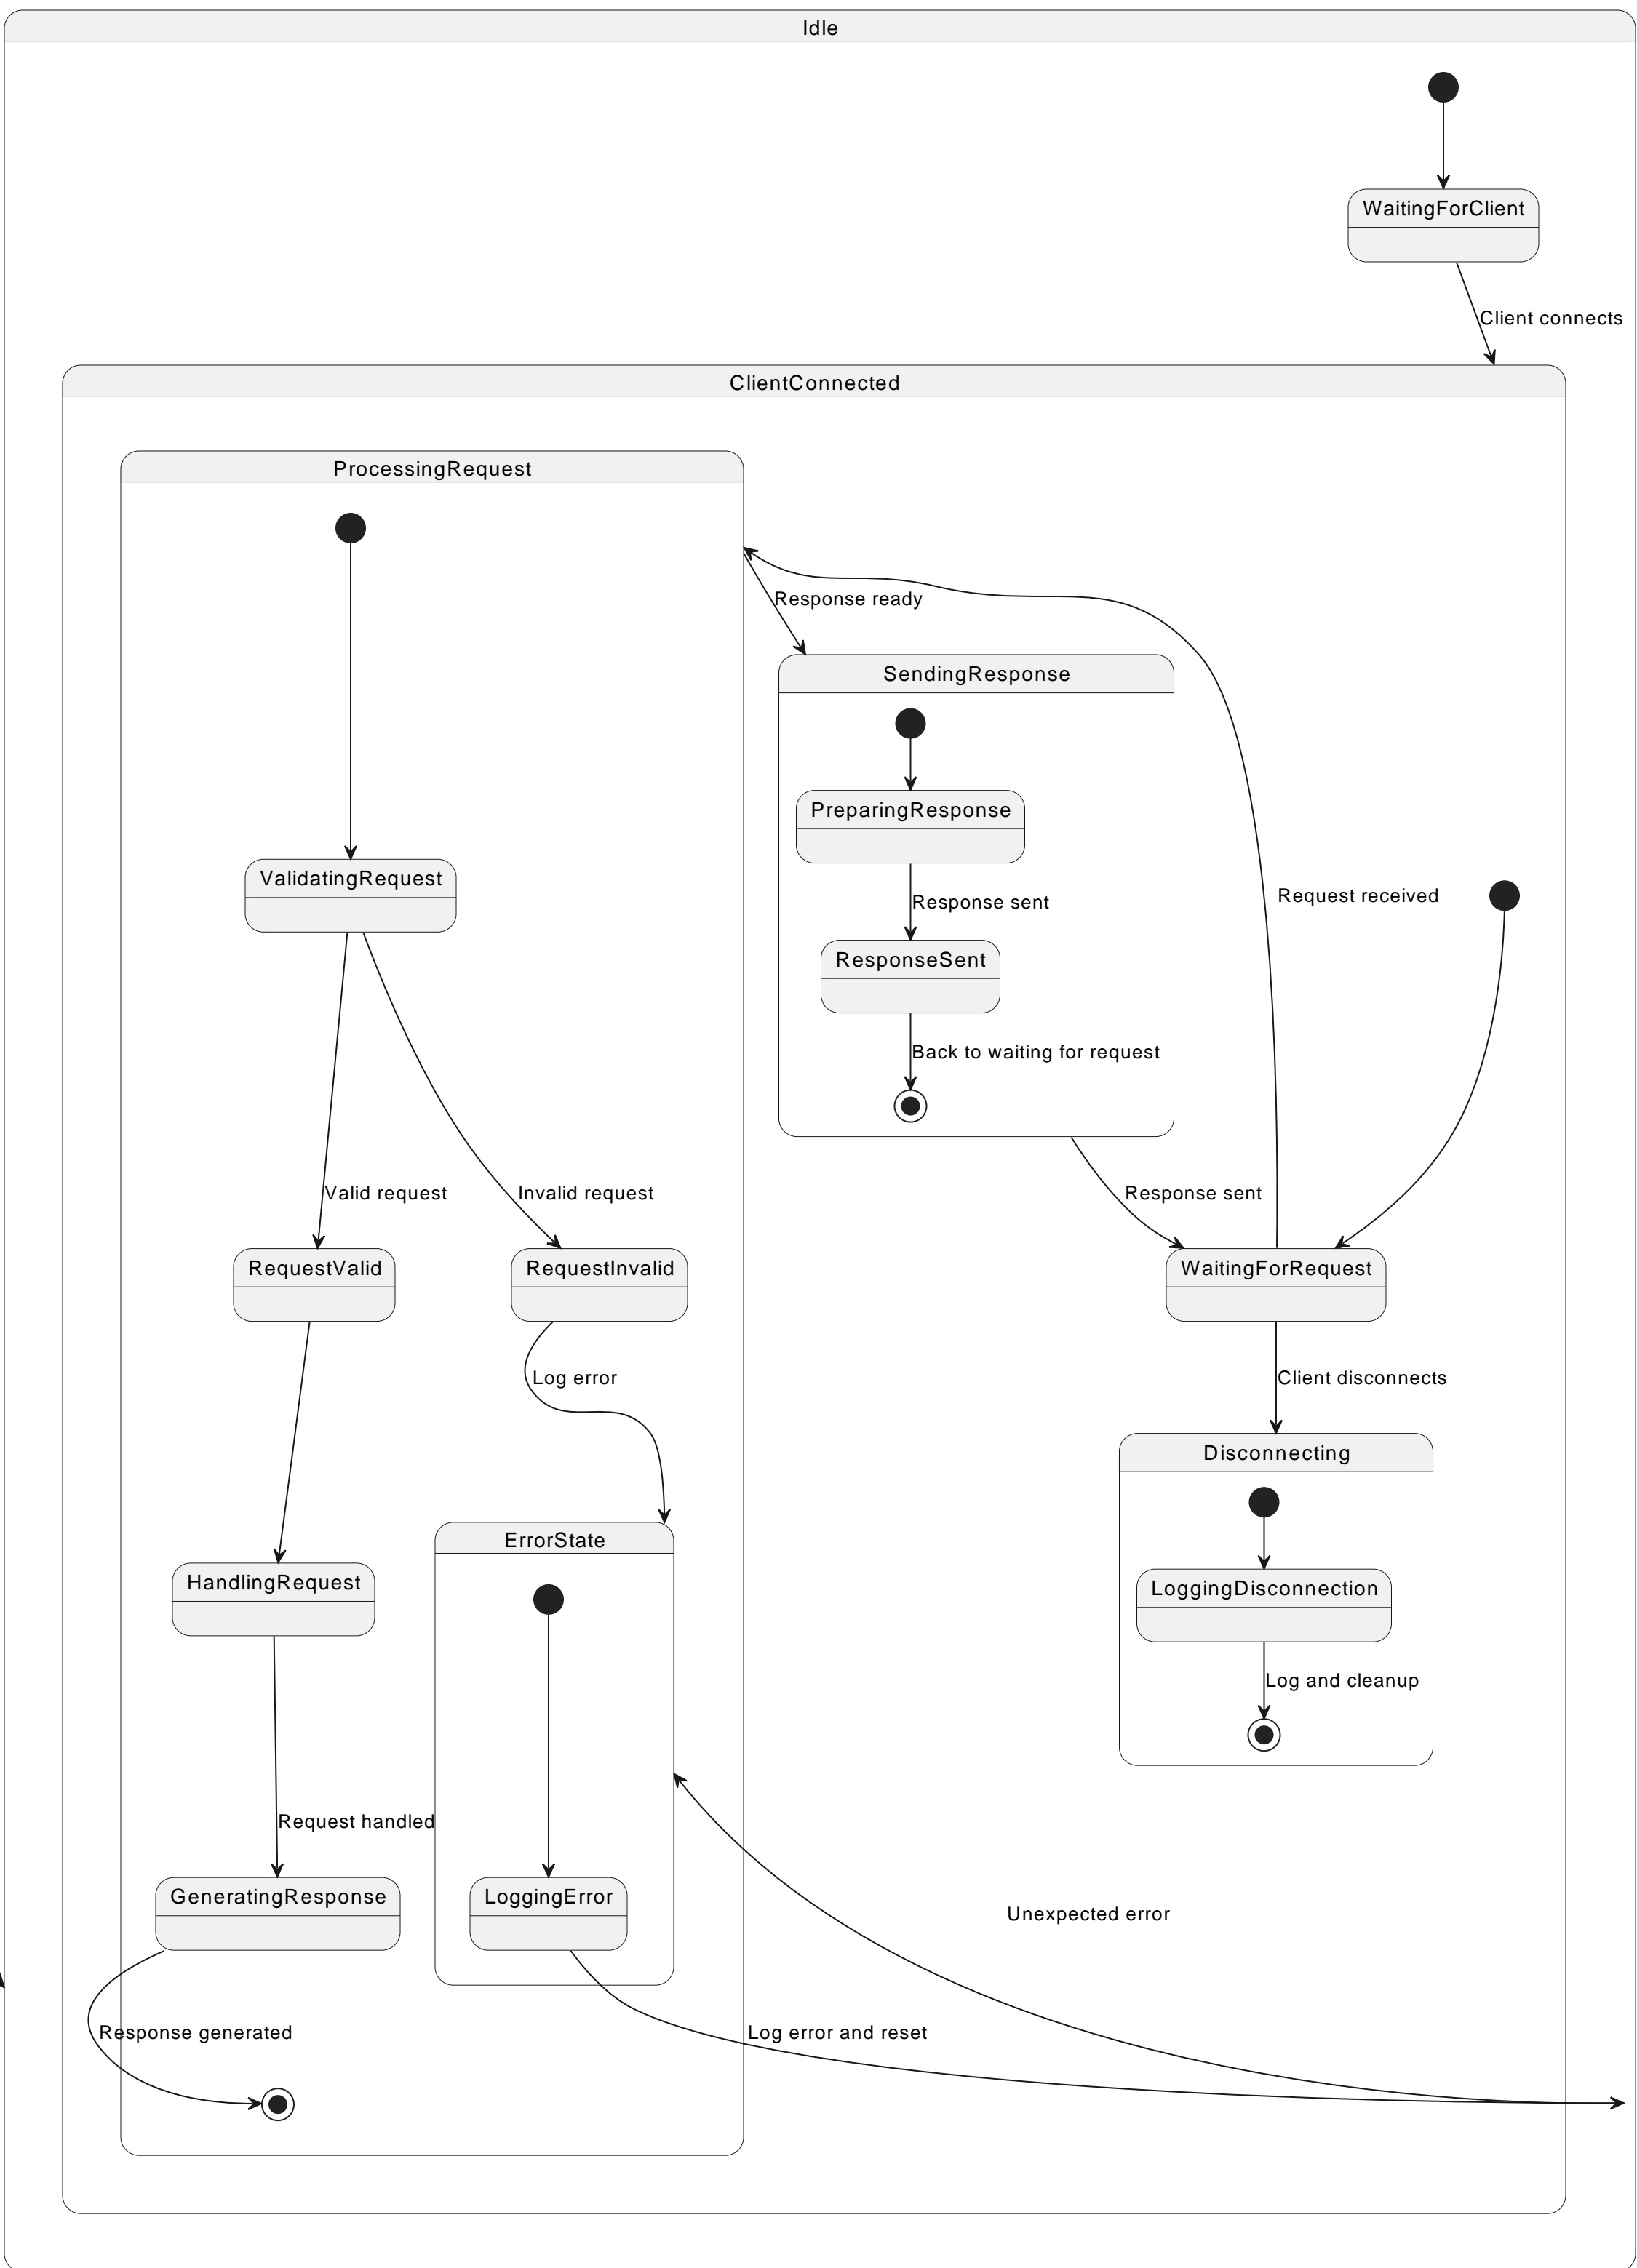 Idle
WaitingForClient
Client connects
ClientConnected
ProcessingRequest
Response ready
SendingResponse
PreparingResponse
ValidatingRequest
Request received
Response sent
ResponseSent
Back to waiting for request
Valid request
Invalid request
Response sent
RequestValid
RequestInvalid
WaitingForRequest
Log error
Client disconnects
Disconnecting
ErrorState
HandlingRequest
LoggingDisconnection
Log and cleanup
Request handled
GeneratingResponse
LoggingError
Unexpected error
Response generated
Log error and reset